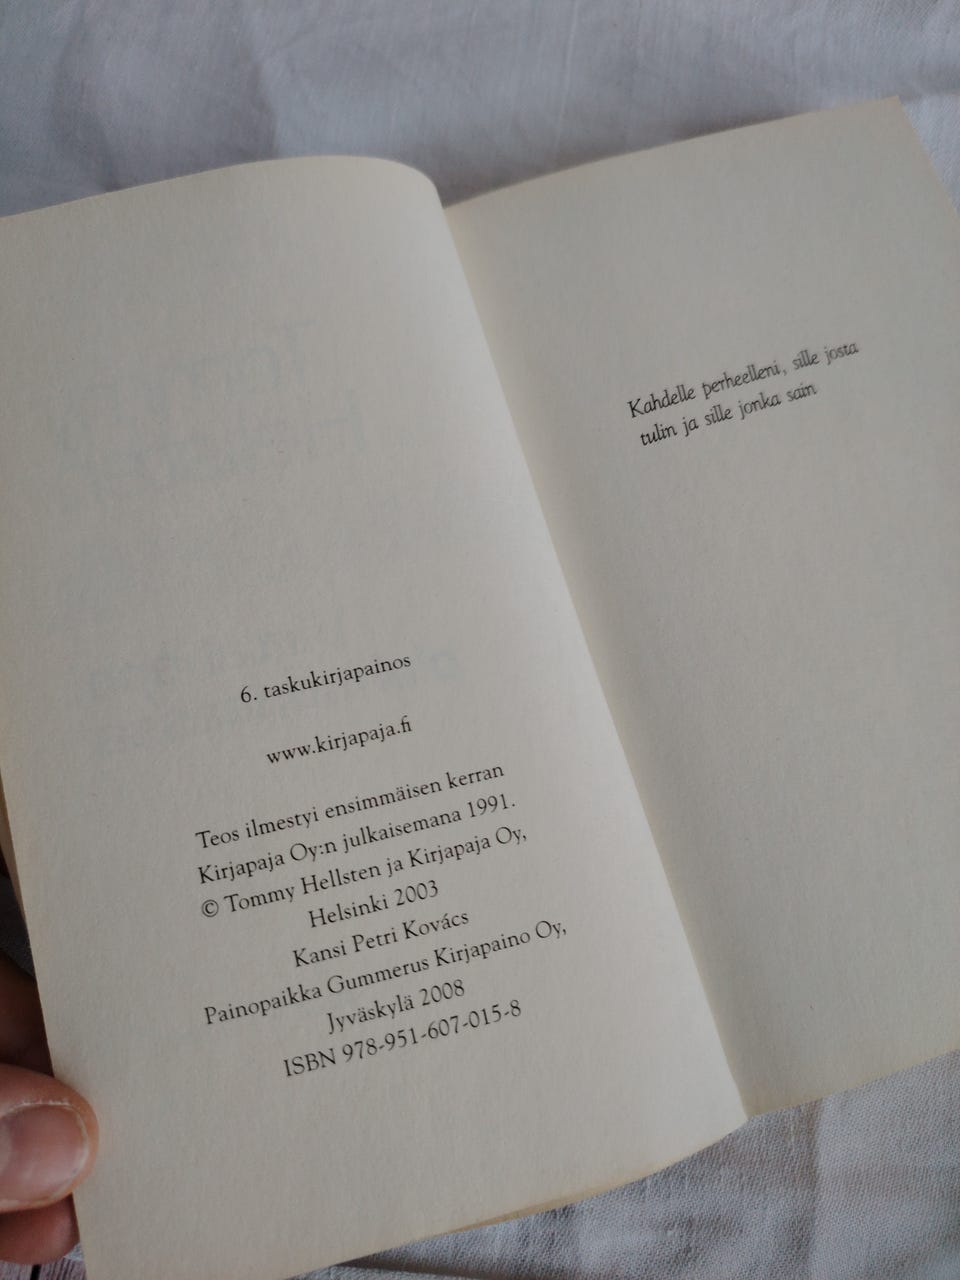 6. taskukirjapainos
www.kirjapaja.fi
Teos ilmestyi ensimmäisen kerran
Kirjapaja Oy:n julkaisemana 1991.
© Tommy Hellsten ja Kirjapaja Oy,
Helsinki 2003
Kansi Petri Kovács
Painopaikka Gummerus Kirjapaino Oy,
Jyväskylä 2008
ISBN 978-951-607-015-8
Kahdelle perheelleni, sille josta
tulin ja sille jonka sain